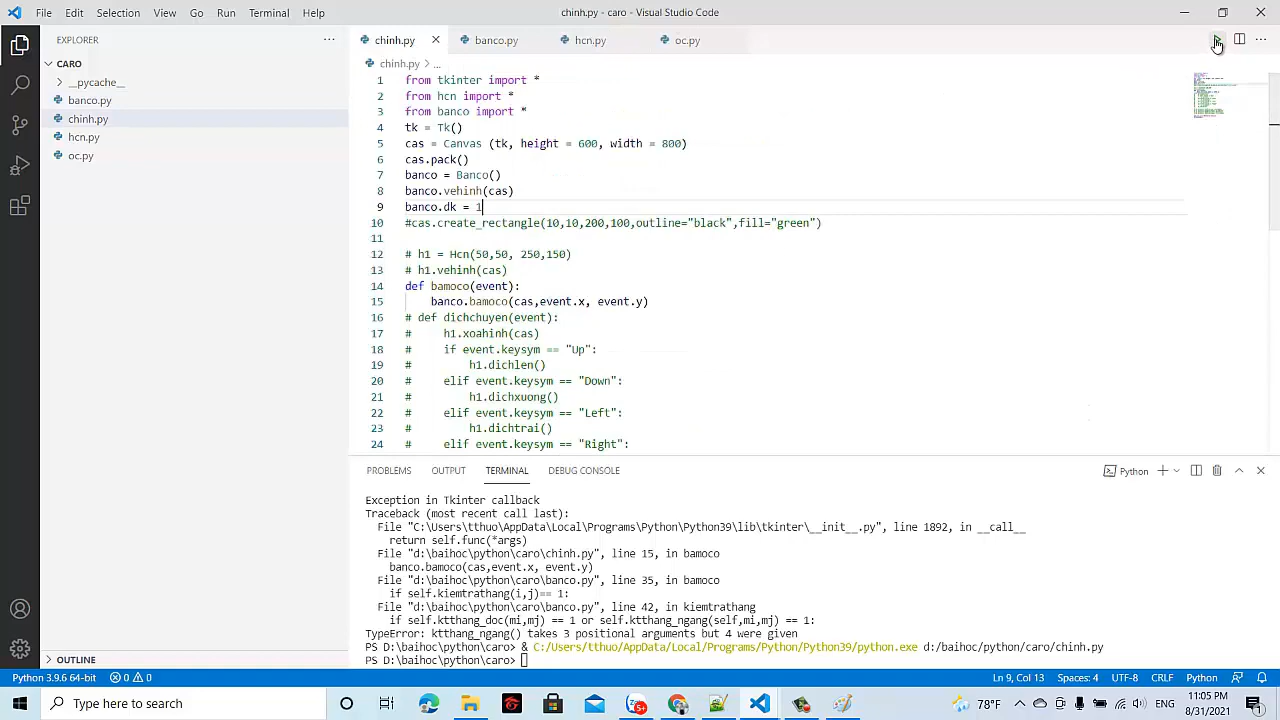 File Edit Selection View Go Run Terminal Help
chinh.py - caro - Visual Studio Code
EXPLORER
CARO
__pycache__
banco.py
chinh.py
hcn.py
oc.py
chinh.py banco.py hcn.py oc.py
chinh.py > ...
1 from tkinter import *
2 from hcn import *
3 from banco import *
4 tk = Tk()
5 cas = Canvas (tk, height = 600, width = 800)
6 cas.pack()
7 banco = Banco()
8 banco.vehinh(cas)
9 banco.dk = 1
10 #cas.create_rectangle(10,10,200,100,outline="black",fill="green")
11
12 # h1 = Hcn(50,50, 250,150)
13 # h1.vehinh(cas)
14 def bamoco(event):
15 banco.bamoco(cas,event.x, event.y)
16 # def dichchuyen(event):
17 # h1.xoahinh(cas)
18 # if event.keysym == "Up":
19 # h1.dichlen()
20 # elif event.keysym == "Down":
21 # h1.dichxuong()
22 # elif event.keysym == "Left":
23 # h1.dichtrai()
24 # elif event.keysym == "Right":
PROBLEMS OUTPUT TERMINAL DEBUG CONSOLE
Python
Exception in Tkinter callback
Traceback (most recent call last):
File "C:\Users\tthuo\AppData\Local\Programs\Python\Python39\lib\tkinter\__init__.py", line 1892, in __call__
return self.func(*args)
File "d:\baihoc\python\caro\chinh.py", line 15, in bamoco
banco.bamoco(cas,event.x, event.y)
File "d:\baihoc\python\caro\banco.py", line 35, in bamoco
if self.kiemtrathang(i,j)== 1:
File "d:\baihoc\python\caro\banco.py", line 42, in kiemtrathang
if self.ktthang_doc(mi,mj) == 1 or self.ktthang_ngang(self,mi,mj) == 1:
TypeError: ktthang_ngang() takes 3 positional arguments but 4 were given
PS D:\baihoc\python\caro> & C:/Users/tthuo/AppData/Local/Programs/Python/Python39/python.exe d:/baihoc/python/caro/chinh.py
PS D:\baihoc\python\caro>
OUTLINE
Python 3.9.6 64-bit 0 0
Ln 9, Col 13 Spaces: 4 UTF-8 CRLF Python
Type here to search
78°F
ENG
11:05 PM
8/31/2021